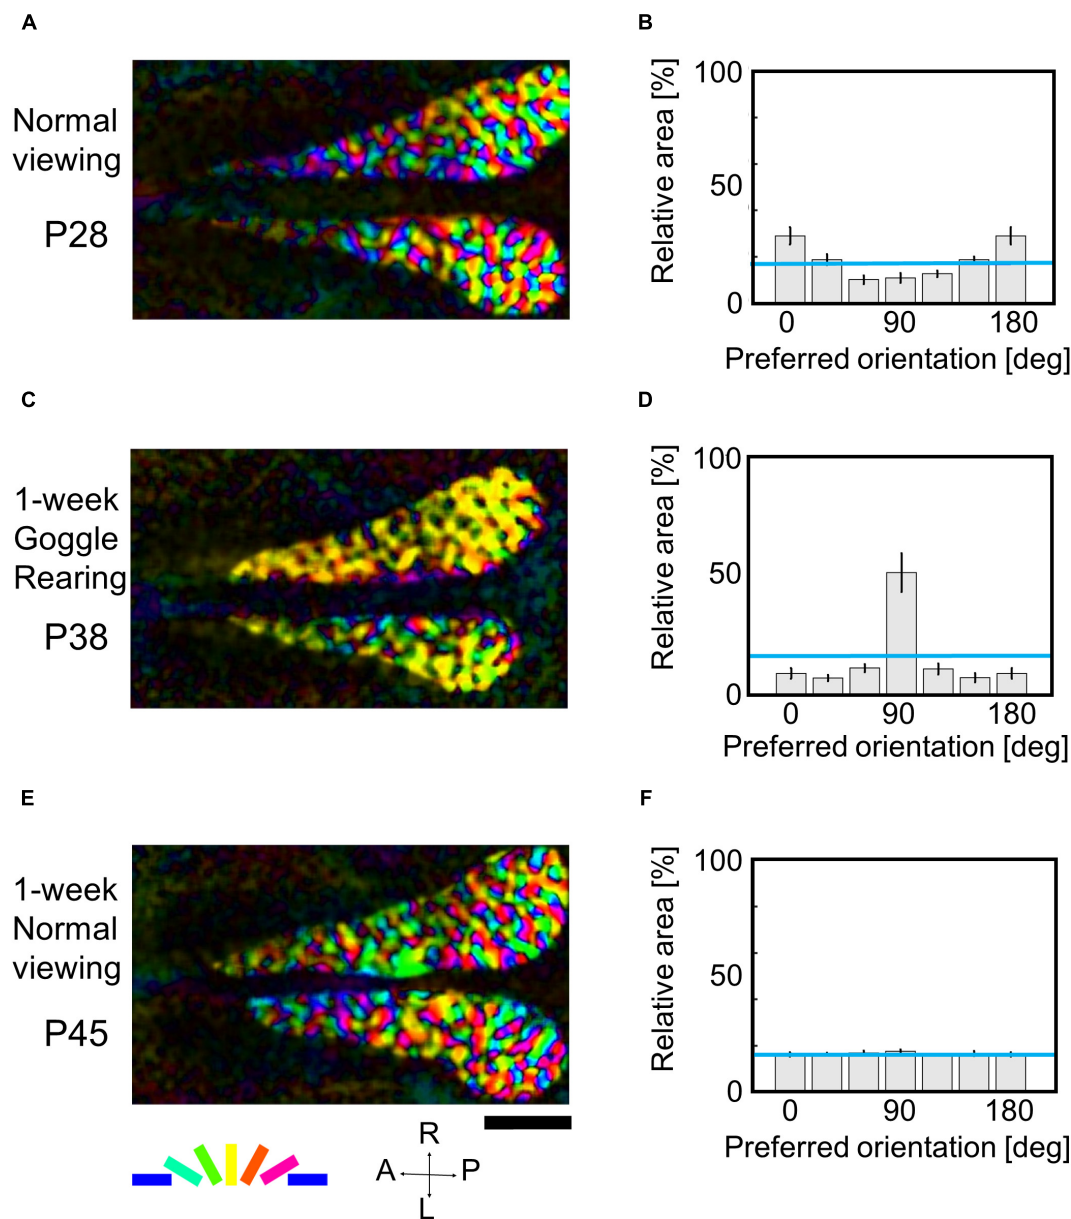 A
Normal
viewing
P28
B
Relative area [%]
100
50
0
0 90 180
Preferred orientation [deg]
C
1-week
Goggle
Rearing
P38
D
Relative area [%]
100
50
0
0 90 180
Preferred orientation [deg]
E
1-week
Normal
viewing
P45
R
A P
L
F
Relative area [%]
100
50
0
0 90 180
Preferred orientation [deg]